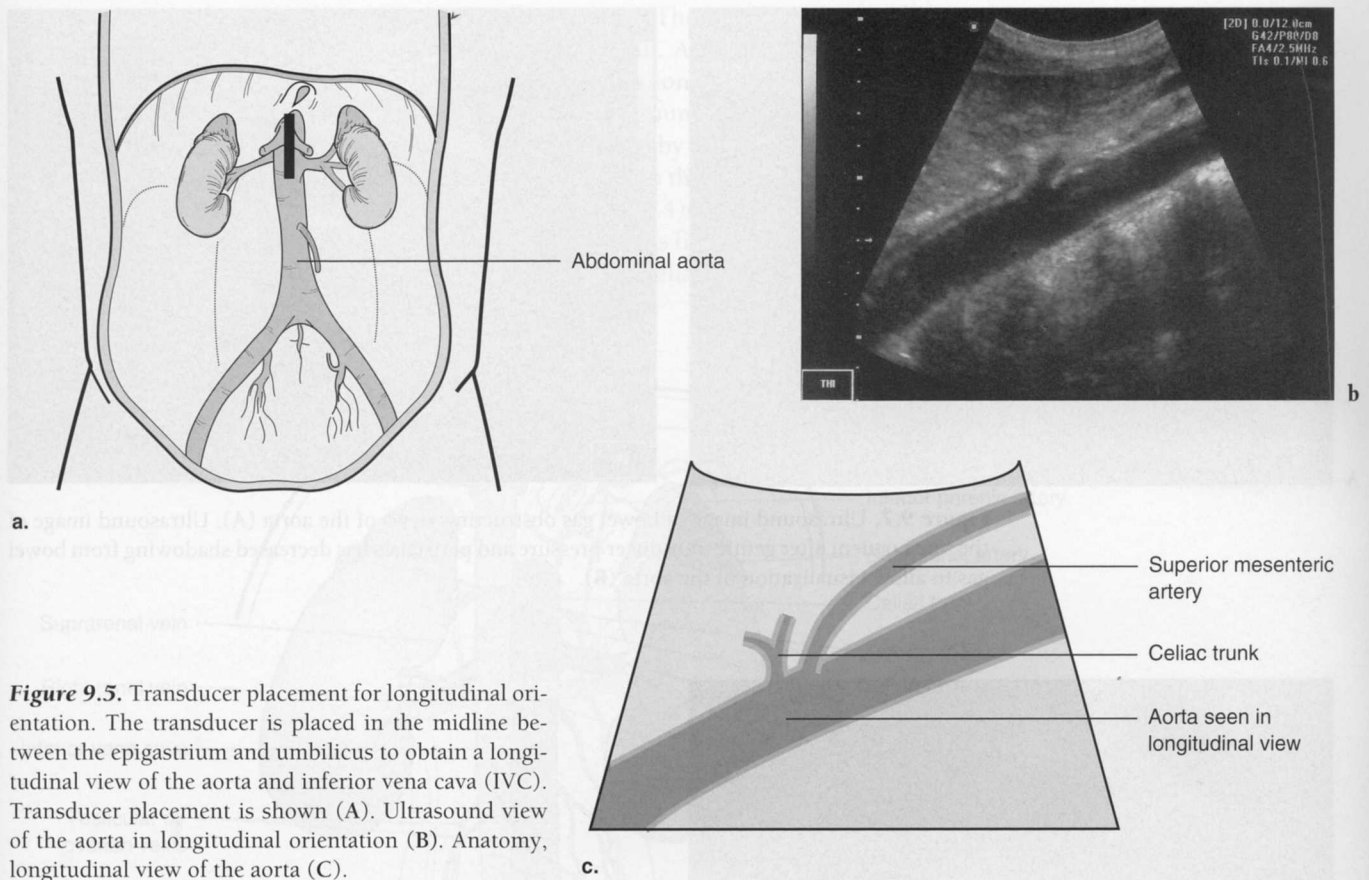 Abdominal aorta
a.
[2D] 0.0/12.0cm
G42/P80/D0
FA4/2.5MHz
TIs 0.1/MI 0.6
THI
b
Superior mesenteric
artery
Celiac trunk
Aorta seen in
longitudinal view
c.
Figure 9.5. Transducer placement for longitudinal ori-
entation. The transducer is placed in the midline be-
tween the epigastrium and umbilicus to obtain a longi-
tudinal view of the aorta and inferior vena cava (IVC).
Transducer placement is shown (A). Ultrasound view
of the aorta in longitudinal orientation (B). Anatomy,
longitudinal view of the aorta (C).